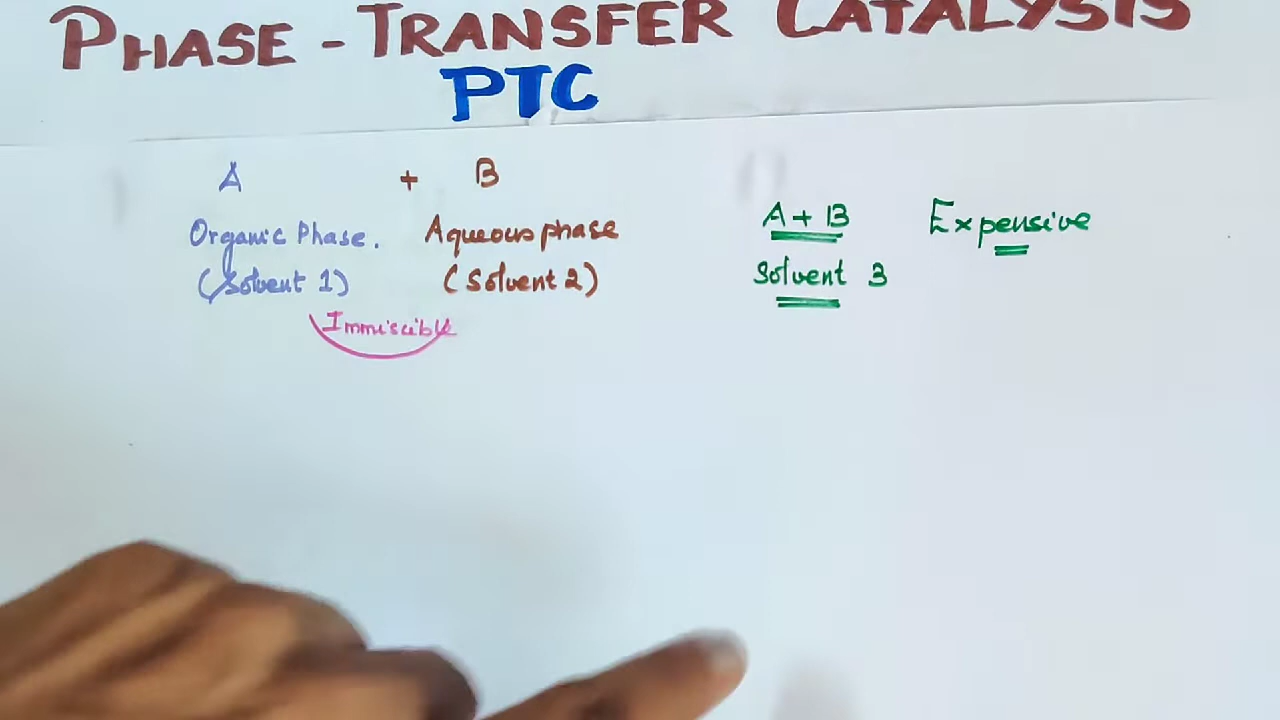 PHASE - TRANSFER CATALYSIS
PTC
A + B
Organic Phase. Aqueous phase
(Solvent 1) (Solvent 2)
Immiscible
A + B Expensive
Solvent 3